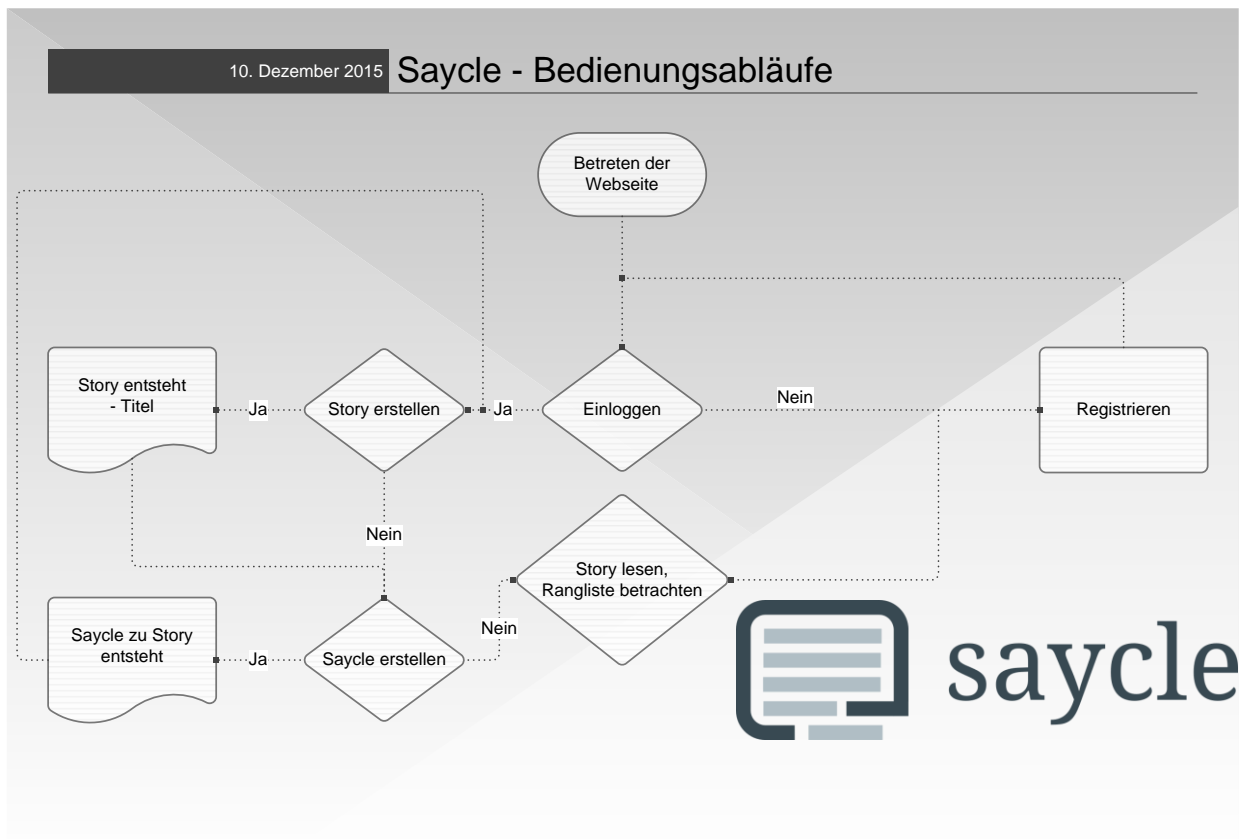 10. Dezember 2015
Saycle - Bedienungsabläufe
Betreten der
Webseite
Story entsteht
- Titel
Ja
Story erstellen
Ja
Einloggen
Nein
Registrieren
Nein
Story lesen,
Rangliste betrachten
Saycle zu Story
entsteht
Ja
Saycle erstellen
Nein
saycle